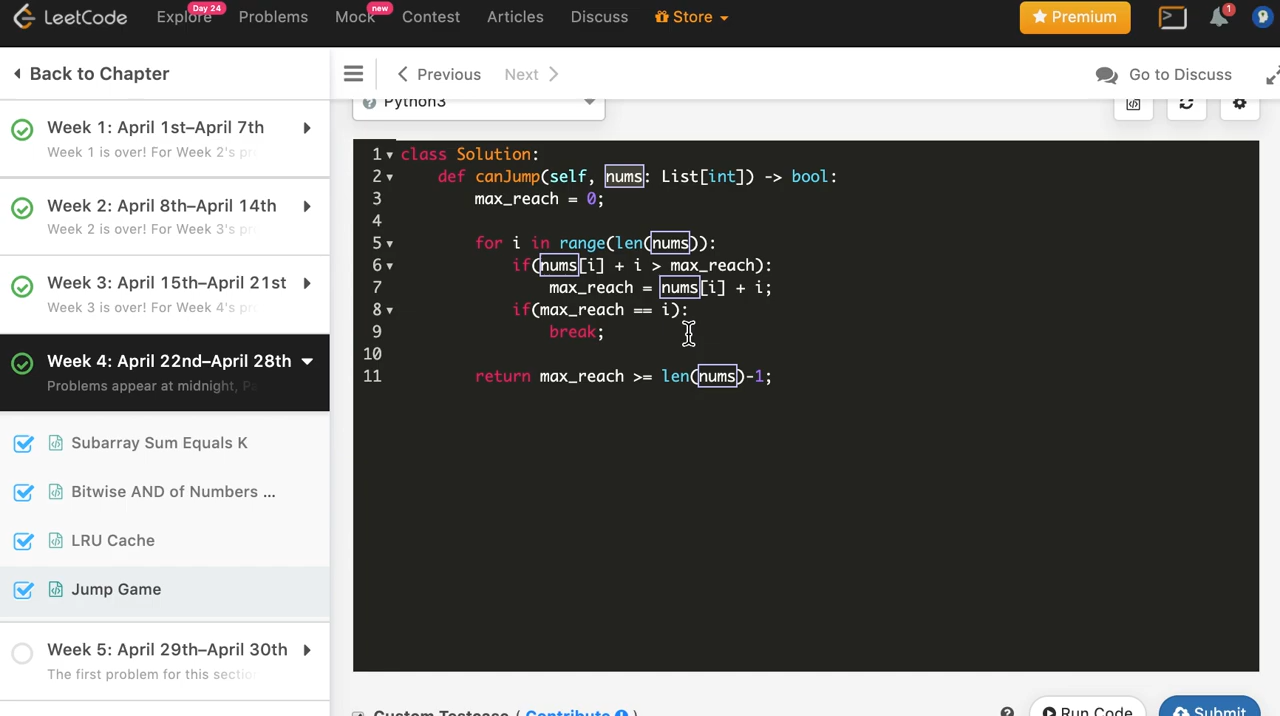 LeetCode
Explore Day 24
Problems
Mock new
Contest
Articles
Discuss
Store
Premium
1
Back to Chapter
Previous
Next
Go to Discuss
Week 1: April 1st–April 7th
Week 1 is over! For Week 2's pr
Week 2: April 8th–April 14th
Week 2 is over! For Week 3's pr
Week 3: April 15th–April 21st
Week 3 is over! For Week 4's pr
Week 4: April 22nd–April 28th
Problems appear at midnight, Pa
Subarray Sum Equals K
Bitwise AND of Numbers ...
LRU Cache
Jump Game
Week 5: April 29th–April 30th
The first problem for this sectio
Python3
1 class Solution:
2 def canJump(self, nums: List[int]) -> bool:
3 max_reach = 0;
4
5 for i in range(len(nums)):
6 if(nums[i] + i > max_reach):
7 max_reach = nums[i] + i;
8 if(max_reach == i):
9 break;
10
11 return max_reach >= len(nums)-1;
Custom Testcase ( Contribute )
Run Code
Submit